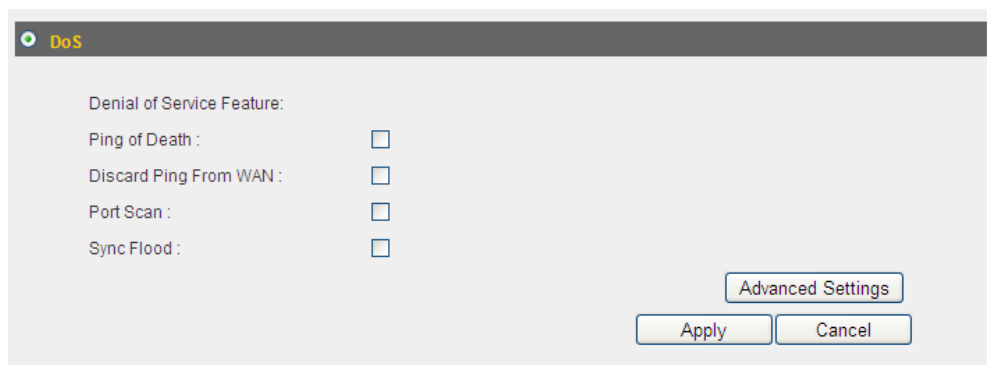 DoS
Denial of Service Feature:
Ping of Death :
Discard Ping From WAN :
Port Scan :
Sync Flood :
Advanced Settings
Apply Cancel